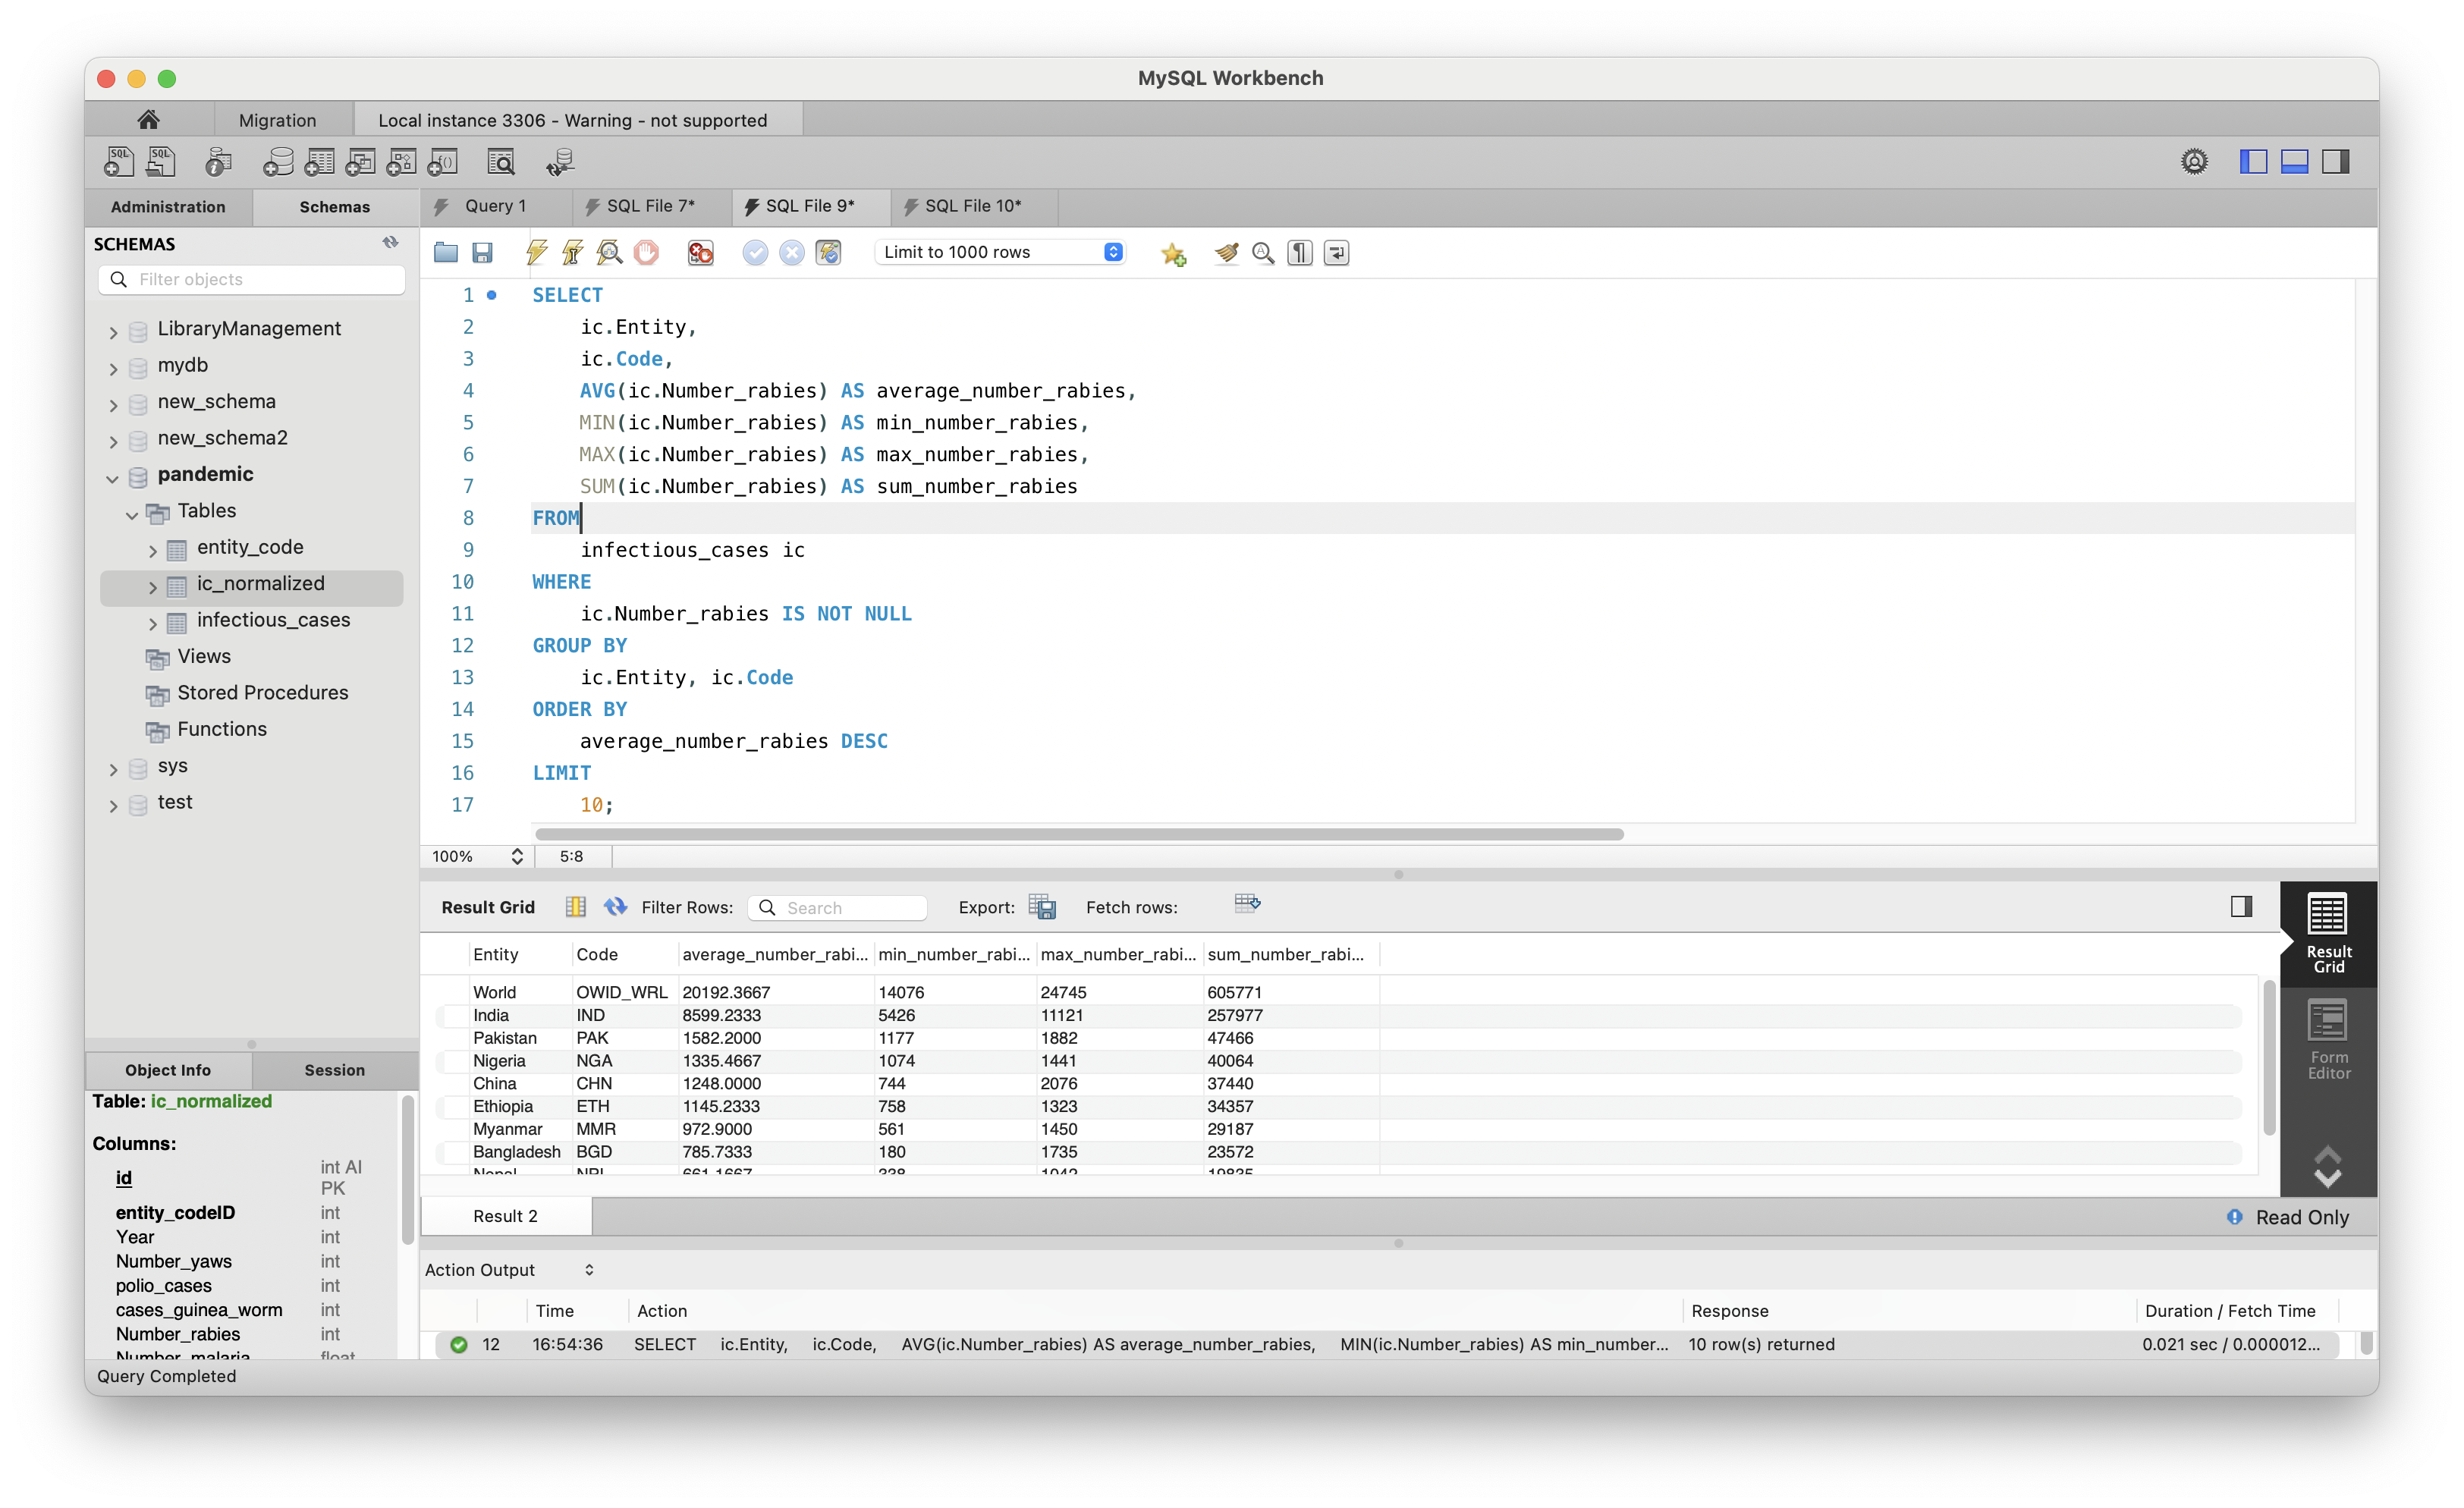 MySQL Workbench
Migration
Local instance 3306 - Warning - not supported
Administration
Schemas
Query 1
SQL File 7*
SQL File 9*
SQL File 10*
SCHEMAS
Filter objects
LibraryManagement
mydb
new_schema
new_schema2
pandemic
Tables
entity_code
ic_normalized
infectious_cases
Views
Stored Procedures
Functions
sys
test
Limit to 1000 rows
1 SELECT
2 ic.Entity,
3 ic.Code,
4 AVG(ic.Number_rabies) AS average_number_rabies,
5 MIN(ic.Number_rabies) AS min_number_rabies,
6 MAX(ic.Number_rabies) AS max_number_rabies,
7 SUM(ic.Number_rabies) AS sum_number_rabies
8 FROM
9 infectious_cases ic
10 WHERE
11 ic.Number_rabies IS NOT NULL
12 GROUP BY
13 ic.Entity, ic.Code
14 ORDER BY
15 average_number_rabies DESC
16 LIMIT
17 10;
100% 5:8
Result Grid Filter Rows: Search Export: Fetch rows:
Entity Code average_number_rabi... min_number_rabi... max_number_rabi... sum_number_rabi...
World OWID_WRL 20192.3667 14076 24745 605771
India IND 8599.2333 5426 11121 257977
Pakistan PAK 1582.2000 1177 1882 47466
Nigeria NGA 1335.4667 1074 1441 40064
China CHN 1248.0000 744 2076 37440
Ethiopia ETH 1145.2333 758 1323 34357
Myanmar MMR 972.9000 561 1450 29187
Bangladesh BGD 785.7333 180 1735 23572
Nepal NPL 661.1667 338 1042 19835
Result
Grid
Form
Editor
Result 2
Read Only
Object Info
Session
Table: ic_normalized
Columns:
id int AI
PK
entity_codeID int
Year int
Number_yaws int
polio_cases int
cases_guinea_worm int
Number_rabies int
Number_malaria float
Action Output
Time Action Response Duration / Fetch Time
12 16:54:36 SELECT ic.Entity, ic.Code, AVG(ic.Number_rabies) AS average_number_rabies, MIN(ic.Number_rabies) AS min_number... 10 row(s) returned 0.021 sec / 0.000012...
Query Completed